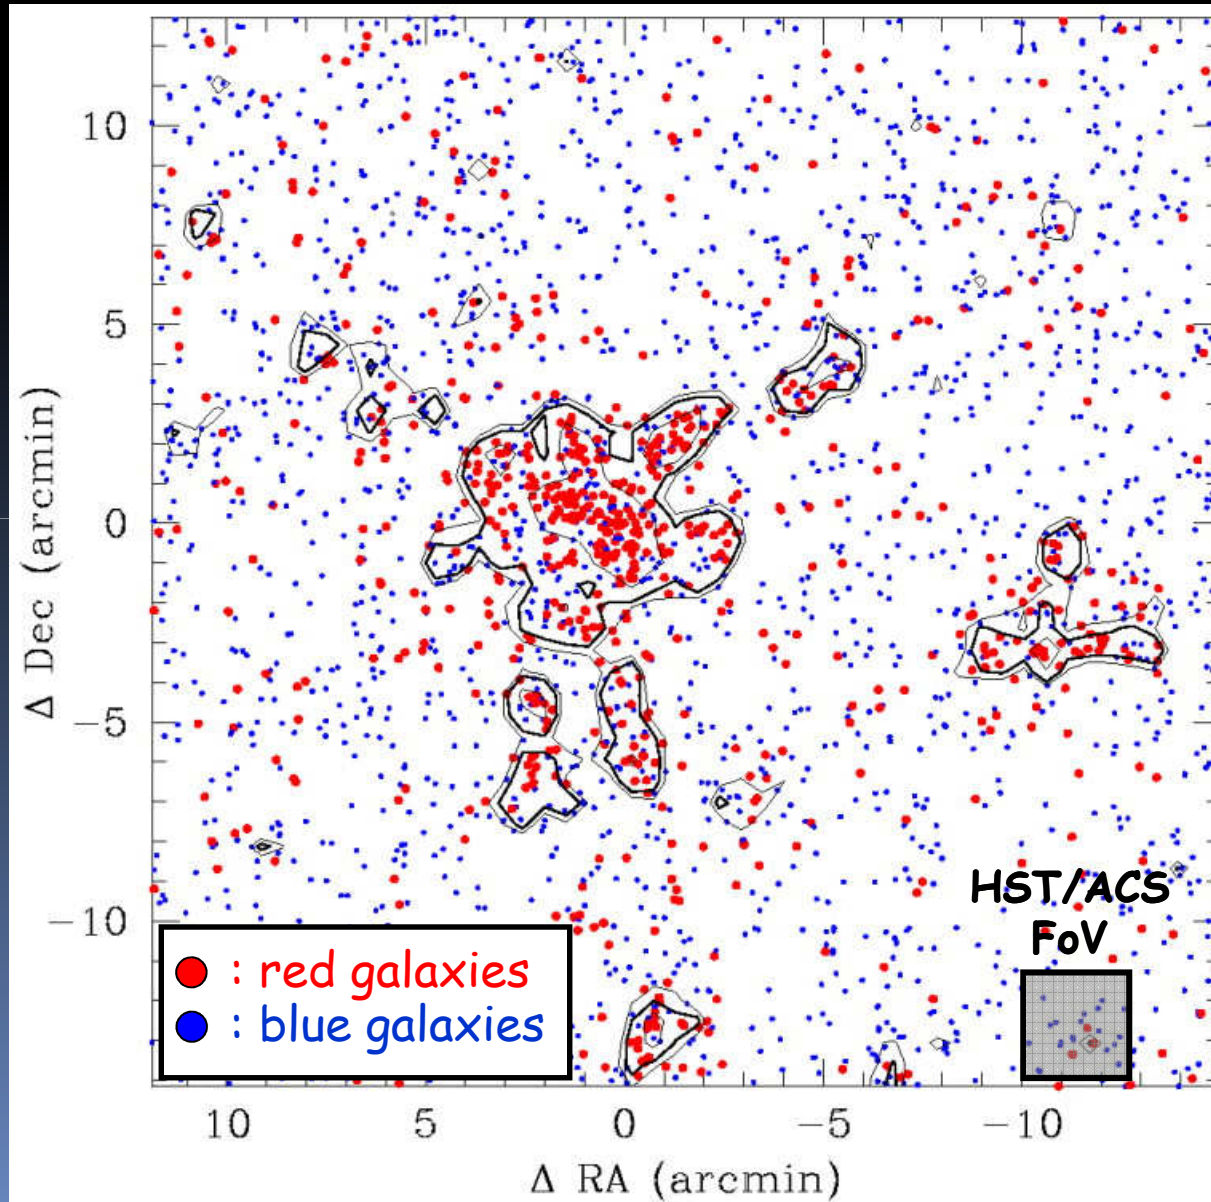 10
5
0
−5
−10
Δ Dec (arcmin)
HST/ACS
FoV
: red galaxies
: blue galaxies
10
5
0
−5
−10
Δ RA (arcmin)